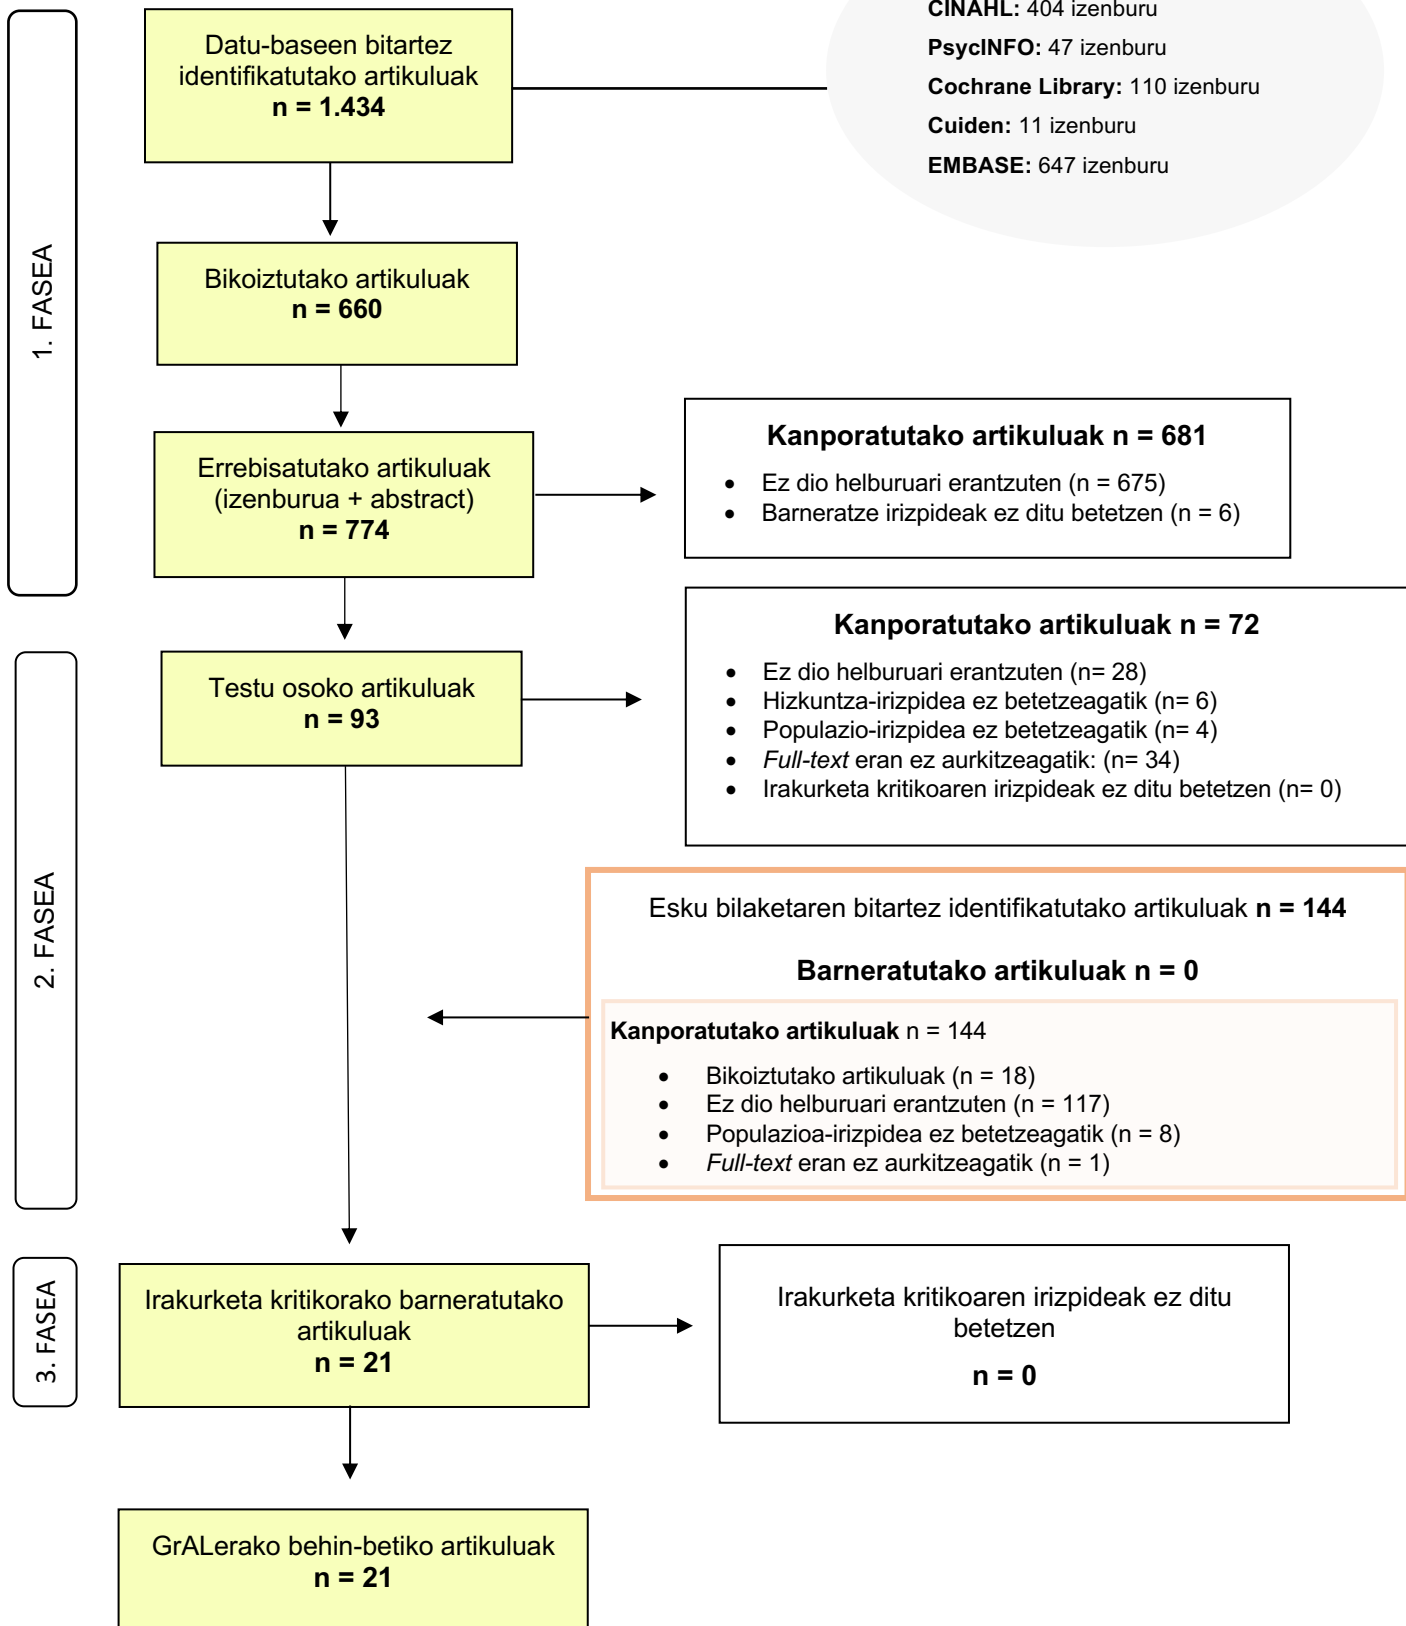 CINAHL: 404 izenburu
PsycINFO: 47 izenburu
Cochrane Library: 110 izenburu
Cuiden: 11 izenburu
EMBASE: 647 izenburu
1. FASEA
Datu-baseen bitartez
identifikatutako artikuluak
n = 1.434
Bikoiztutako artikuluak
n = 660
Errebisatutako artikuluak
(izenburua + abstract)
n = 774
Kanporatutako artikuluak n = 681
• Ez dio helburuari erantzuten (n = 675)
• Barneratze irizpideak ez ditu betetzen (n = 6)
2. FASEA
Testu osoko artikuluak
n = 93
Kanporatutako artikuluak n = 72
• Ez dio helburuari erantzuten (n= 28)
• Hizkuntza-irizpidea ez betetzeagatik (n= 6)
• Populazio-irizpidea ez betetzeagatik (n= 4)
• Full-text eran ez aurkitzeagatik: (n= 34)
• Irakurketa kritikoaren irizpideak ez ditu betetzen (n= 0)
Esku bilaketaren bitartez identifikatutako artikuluak n = 144
Barneratutako artikuluak n = 0
Kanporatutako artikuluak n = 144
• Bikoiztutako artikuluak (n = 18)
• Ez dio helburuari erantzuten (n = 117)
• Populazioa-irizpidea ez betetzeagatik (n = 8)
• Full-text eran ez aurkitzeagatik (n = 1)
3. FASEA
Irakurketa kritikorako barneratutako
artikuluak
n = 21
Irakurketa kritikoaren irizpideak ez ditu
betetzen
n = 0
GrALerako behin-betiko artikuluak
n = 21